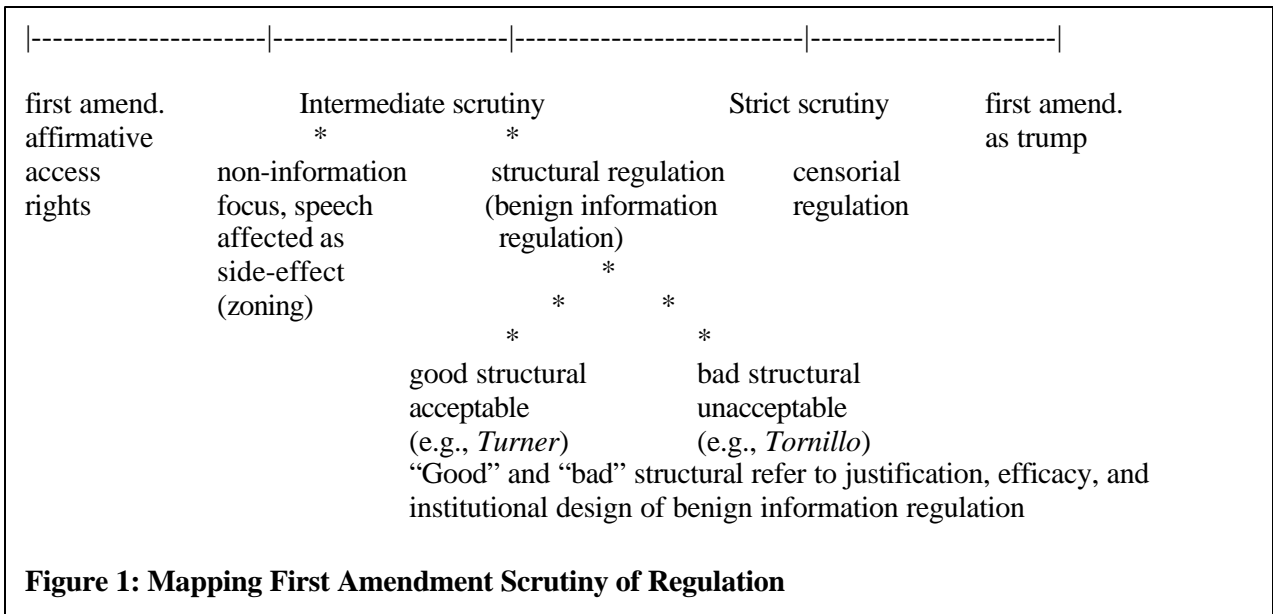 |----------------------|----------------------|---------------------------|-----------------------|
first amend. Intermediate scrutiny Strict scrutiny first amend.
affirmative * * as trump
access non-information structural regulation censorial
rights focus, speech (benign information regulation
affected as regulation)
side-effect *
(zoning) * *
* *
good structural bad structural
acceptable unacceptable
(e.g., Turner) (e.g., Tornillo)
“Good” and “bad” structural refer to justification, efficacy, and
institutional design of benign information regulation
Figure 1: Mapping First Amendment Scrutiny of Regulation